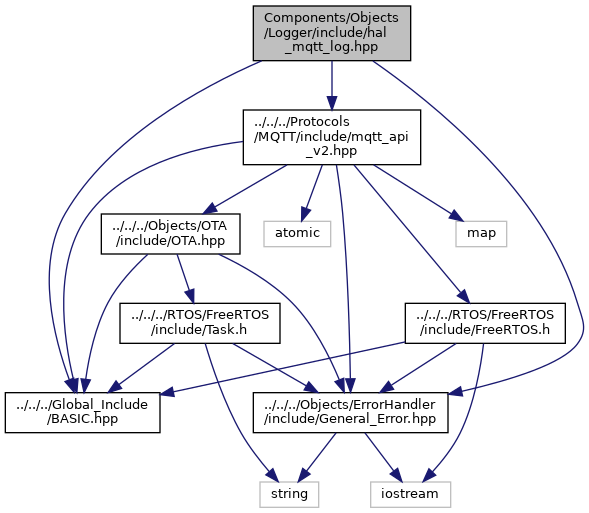 Components/Objects
/Logger/include/hal
_mqtt_log.hpp
../../../Protocols
/MQTT/include/mqtt_api
_v2.hpp
../../../Objects/OTA
/include/OTA.hpp
atomic
map
../../../RTOS/FreeRTOS
/include/Task.h
../../../RTOS/FreeRTOS
/include/FreeRTOS.h
../../../Global_Include
/BASIC.hpp
../../../Objects/ErrorHandler
/include/General_Error.hpp
string
iostream